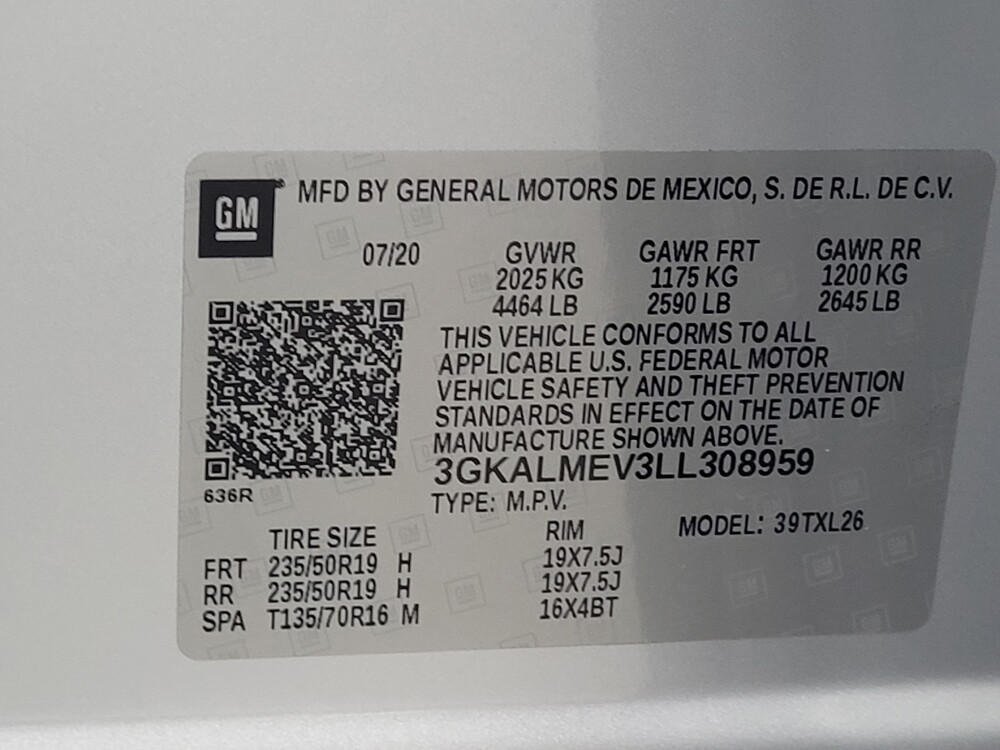 GM MFD BY GENERAL MOTORS DE MEXICO, S. DE R.L. DE C.V.
07/20 GVWR GAWR FRT GAWR RR
2025 KG 1175 KG 1200 KG
4464 LB 2590 LB 2645 LB
THIS VEHICLE CONFORMS TO ALL
APPLICABLE U.S. FEDERAL MOTOR
VEHICLE SAFETY AND THEFT PREVENTION
STANDARDS IN EFFECT ON THE DATE OF
MANUFACTURE SHOWN ABOVE.
3GKALMEV3LL308959
636R
TYPE: M.P.V. MODEL: 39TXL26
TIRE SIZE RIM
FRT 235/50R19 H 19X7.5J
RR 235/50R19 H 19X7.5J
SPA T135/70R16 M 16X4BT